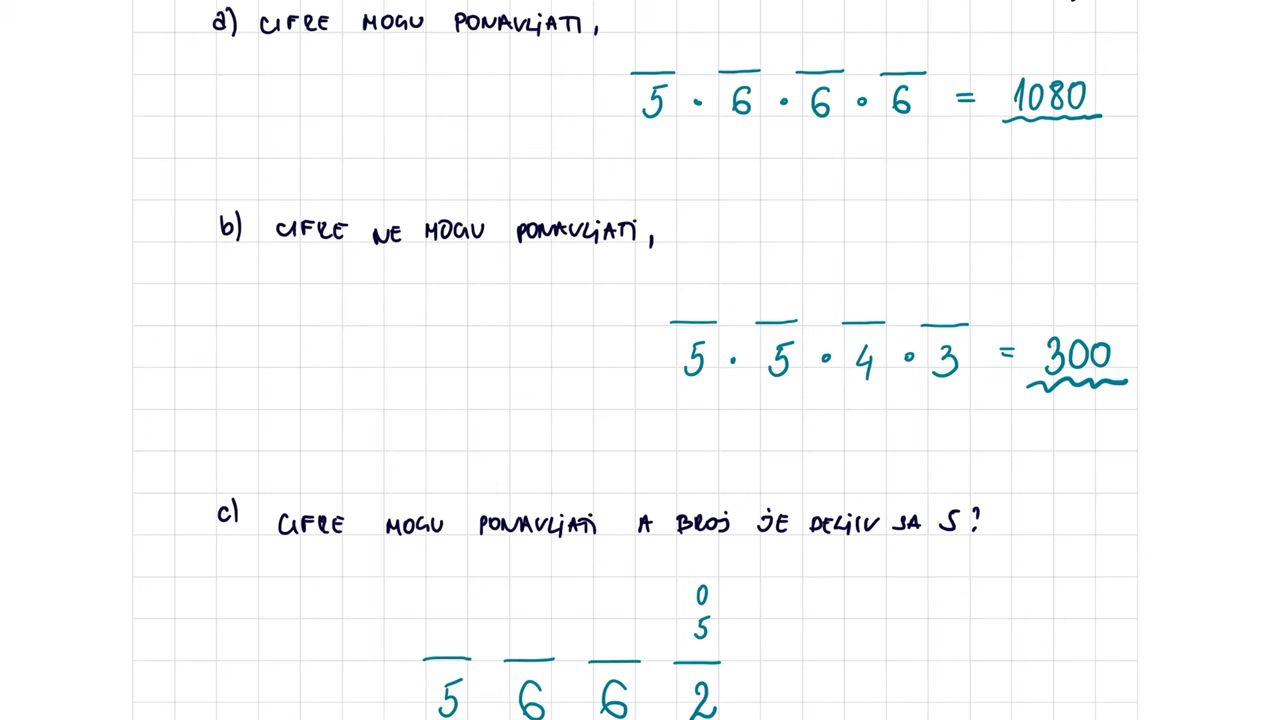 a) CIFRE MOGU PONAVLJATI,
5 · 6 · 6 · 6 = 1080
b) CIFRE NE MOGU PONAVLJATI,
5 · 5 · 4 · 3 = 300
c) CIFRE MOGU PONAVLJATI A BROJ JE DELJIV SA 5?
0
5
5 6 6 2